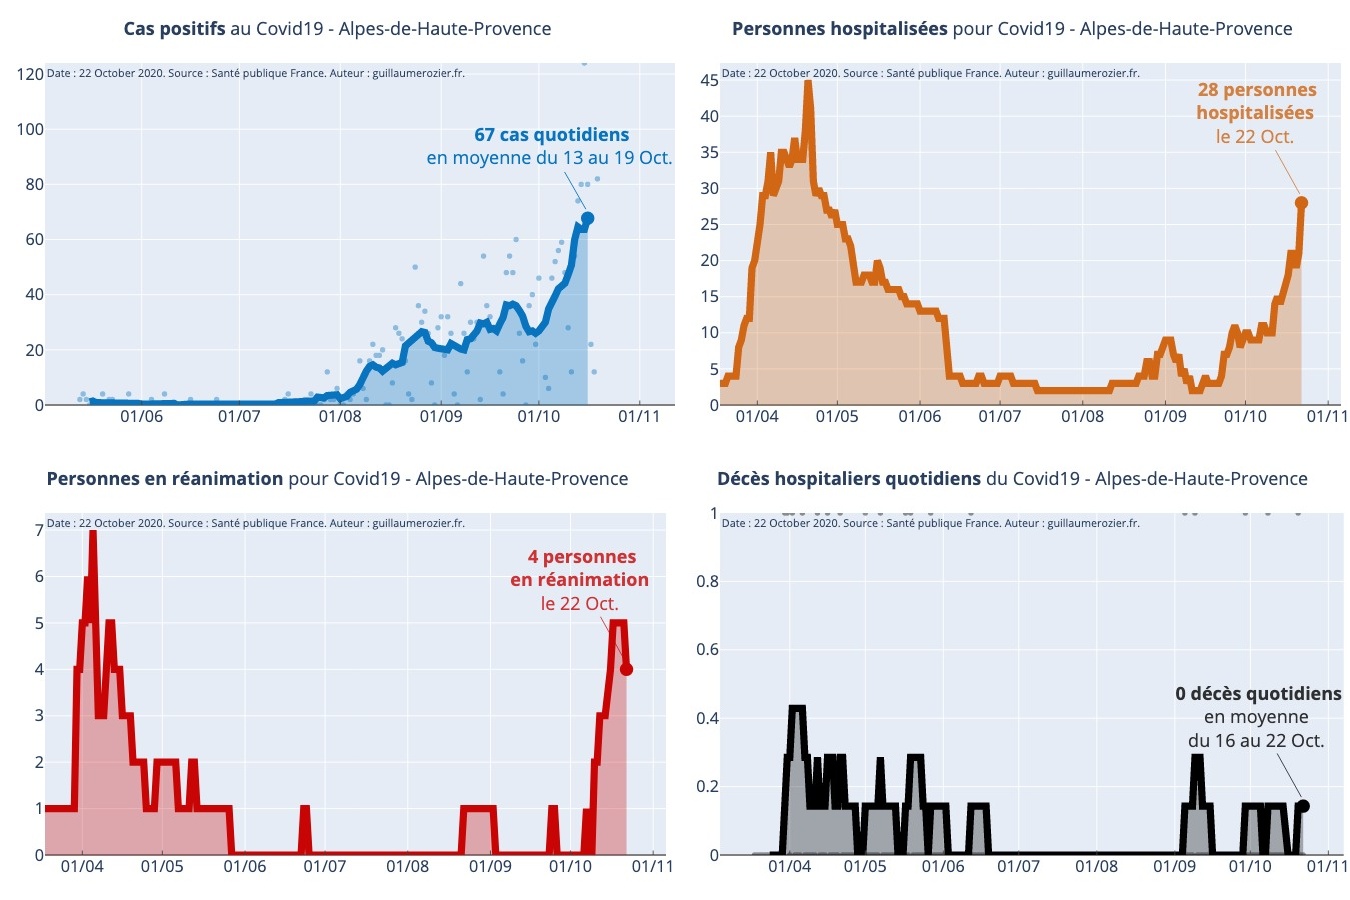 Cas positifs au Covid19 - Alpes-de-Haute-Provence
Date : 22 October 2020. Source : Santé publique France. Auteur : guillaumerozier.fr.
120
100
80
60
40
20
0
67 cas quotidiens
en moyenne du 13 au 19 Oct.
01/06 01/07 01/08 01/09 01/10 01/11
Personnes hospitalisées pour Covid19 - Alpes-de-Haute-Provence
Date : 22 October 2020. Source : Santé publique France. Auteur : guillaumerozier.fr.
45
40
35
30
25
20
15
10
5
0
28 personnes
hospitalisées
le 22 Oct.
01/04 01/05 01/06 01/07 01/08 01/09 01/10 01/11
Personnes en réanimation pour Covid19 - Alpes-de-Haute-Provence
Date : 22 October 2020. Source : Santé publique France. Auteur : guillaumerozier.fr.
7
6
5
4
3
2
1
0
4 personnes
en réanimation
le 22 Oct.
01/04 01/05 01/06 01/07 01/08 01/09 01/10 01/11
Décès hospitaliers quotidiens du Covid19 - Alpes-de-Haute-Provence
Date : 22 October 2020. Source : Santé publique France. Auteur : guillaumerozier.fr.
1
0.8
0.6
0.4
0.2
0
0 décès quotidiens
en moyenne
du 16 au 22 Oct.
01/04 01/05 01/06 01/07 01/08 01/09 01/10 01/11